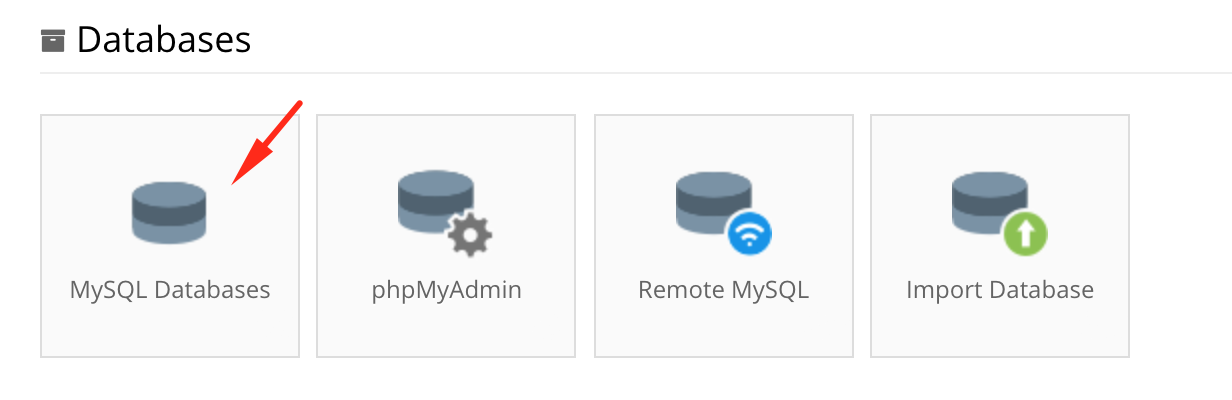 Databases
MySQL Databases
phpMyAdmin
Remote MySQL
Import Database